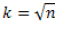 k = √n